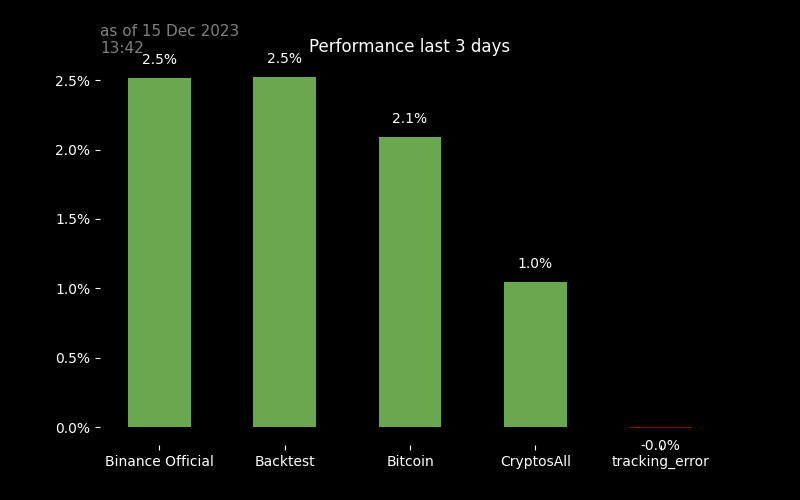 as of 15 Dec 2023
13:42
Performance last 3 days
2.5%
2.5%
2.1%
1.0%
-0.0%
2.5%
2.0%
1.5%
1.0%
0.5%
0.0%
Binance Official
Backtest
Bitcoin
CryptosAll
tracking_error